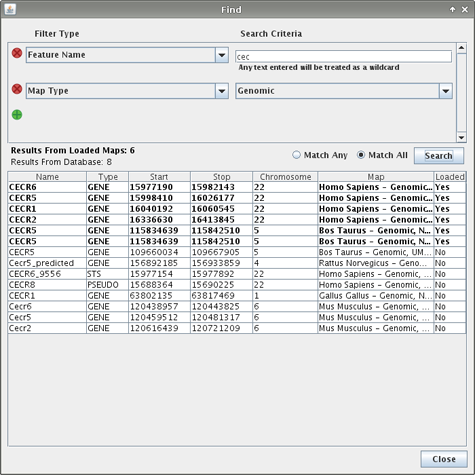 Find
Filter Type Search Criteria
Feature Name cec
Any text entered will be treated as a wildcard
Map Type Genomic
Results From Loaded Maps: 6
Results From Database: 8
Match Any Match All Search
Name Type Start Stop Chromosome Map Loaded
CECR6 GENE 15977190 15982143 22 Homo Sapiens - Genomic... Yes
CECR5 GENE 15998410 16026177 22 Homo Sapiens - Genomic... Yes
CECR1 GENE 16040192 16060545 22 Homo Sapiens - Genomic... Yes
CECR2 GENE 16336630 16413845 22 Homo Sapiens - Genomic... Yes
CECR5 GENE 115834639 115842510 5 Bos Taurus - Genomic, N... Yes
CECR5 GENE 115834639 115842510 5 Bos Taurus - Genomic, N... Yes
CECR5 GENE 109660034 109667905 5 Bos Taurus - Genomic, UM... No
Cecr5_predicted GENE 156892185 156933859 4 Rattus Norvegicus - Geno... No
CECR6_9556 STS 15977154 15977892 22 Homo Sapiens - Genomic, ... No
CECR8 PSEUDO 15688364 15690225 22 Homo Sapiens - Genomic, ... No
CECR1 GENE 63802135 63817469 1 Gallus Gallus - Genomic, N... No
Cecr6 GENE 120438957 120443825 6 Mus Musculus - Genomic, ... No
Cecr5 GENE 120459512 120481317 6 Mus Musculus - Genomic, ... No
Cecr2 GENE 120616439 120721209 6 Mus Musculus - Genomic, ... No
Close